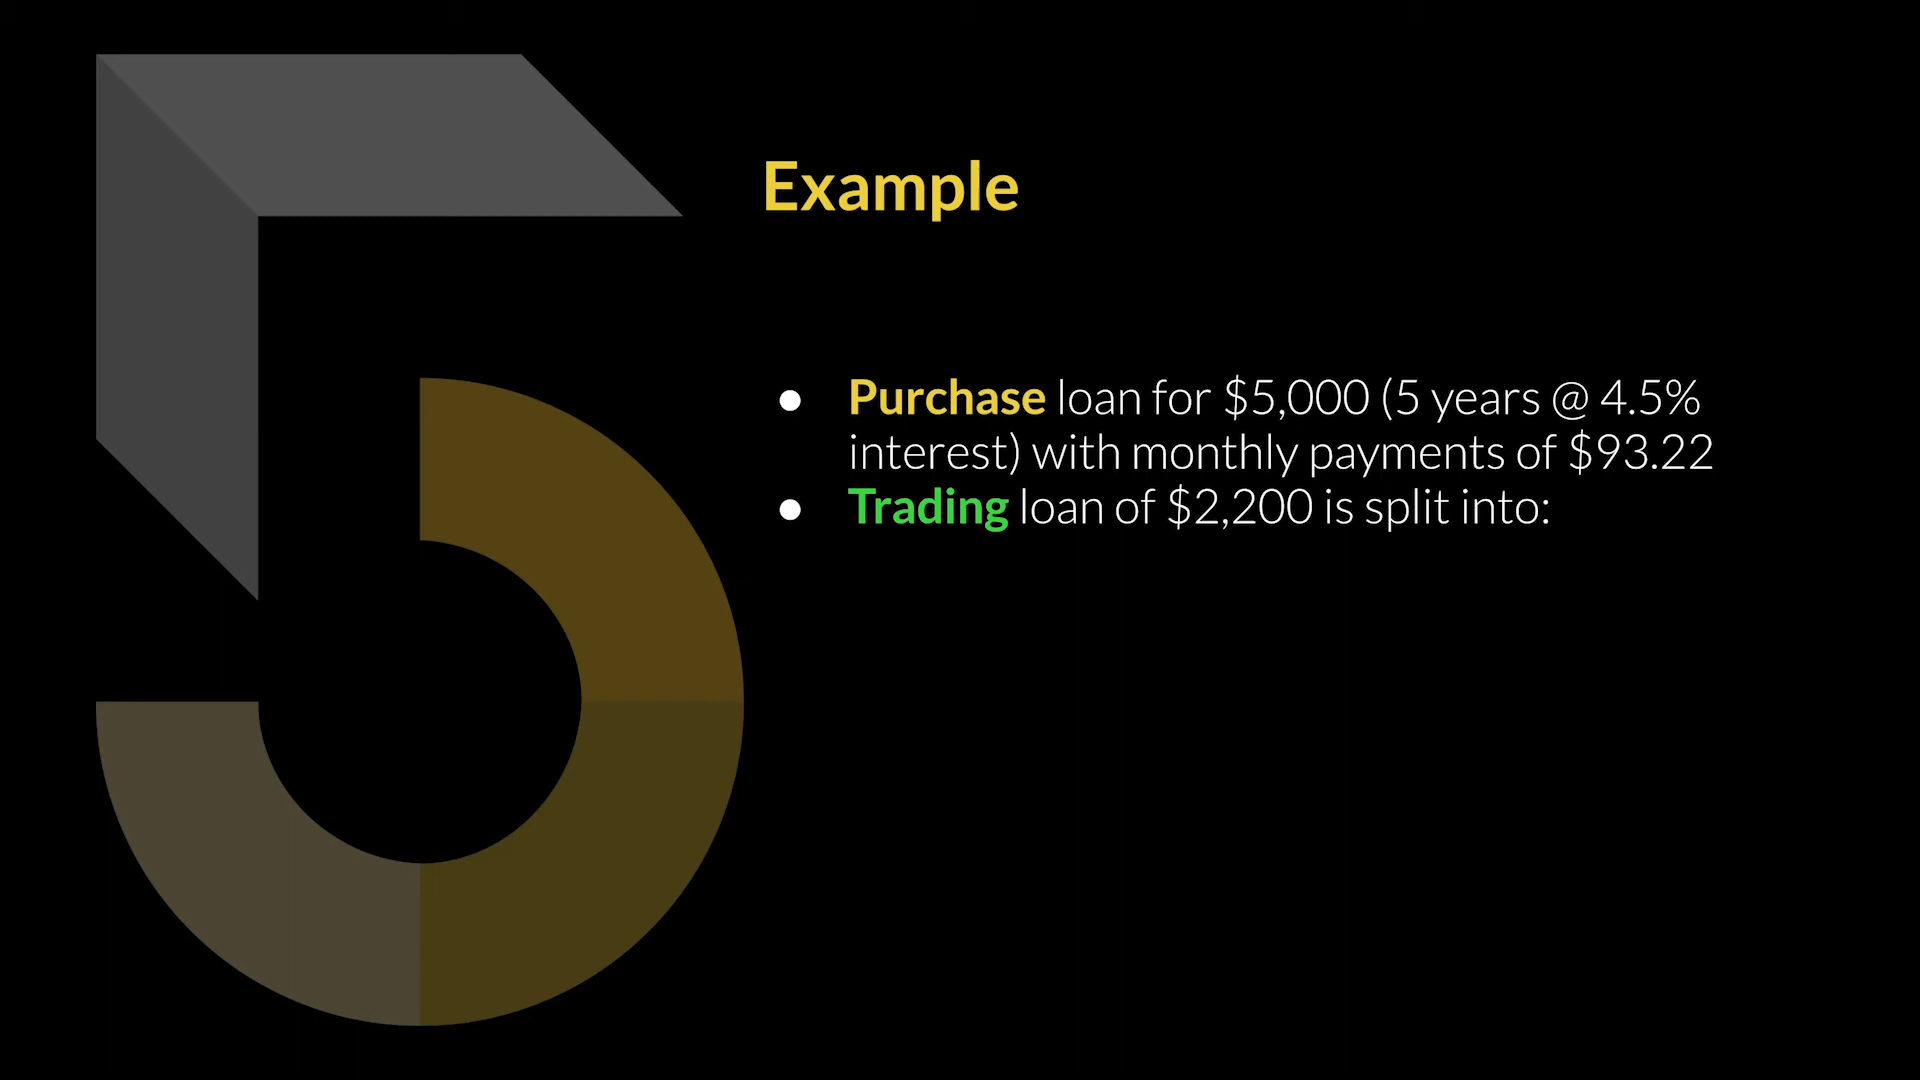 Example
● Purchase loan for $5,000 (5 years @ 4.5%
interest) with monthly payments of $93.22
● Trading loan of $2,200 is split into: